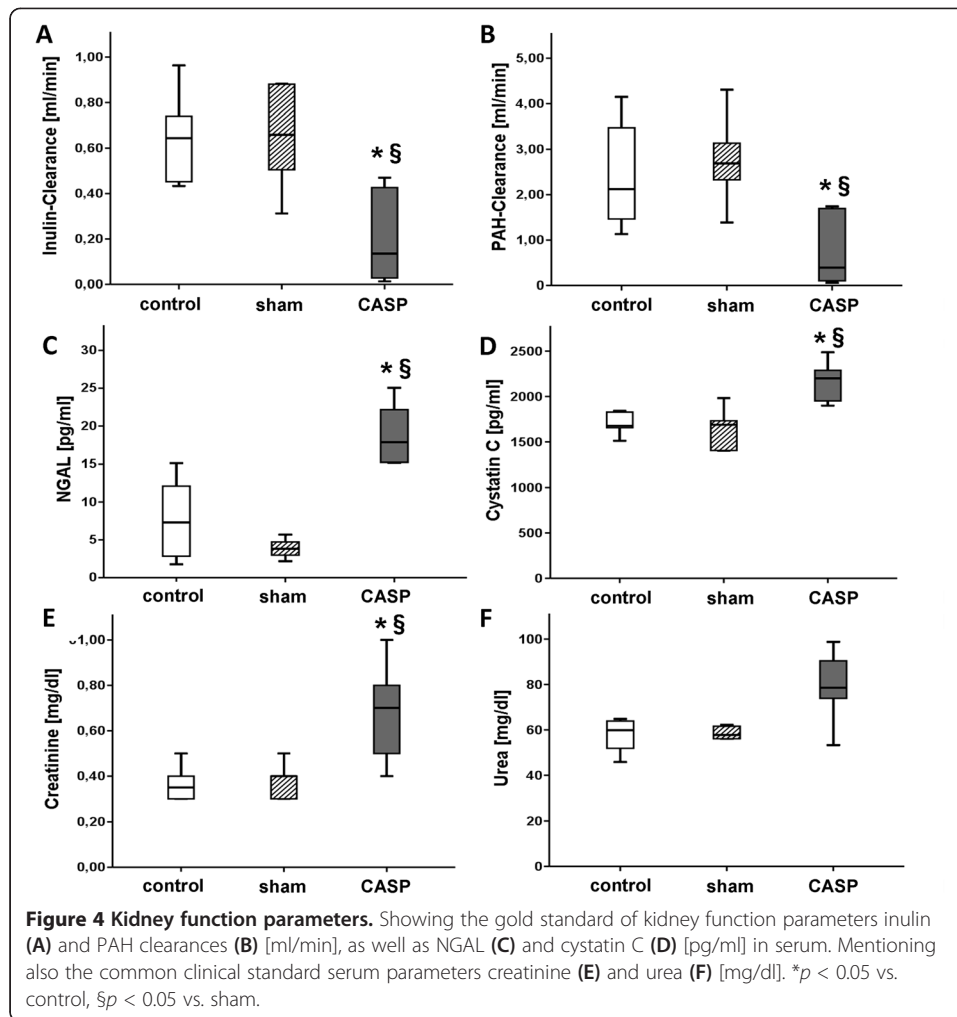 A
Inulin-Clearance [ml/min]
1,00
0,80
0,60
0,40
0,20
0,00
* §
control sham CASP
B
PAH-Clearance [ml/min]
5,00
4,00
3,00
2,00
1,00
0
* §
control sham CASP
C
NGAL [pg/ml]
30
25
20
15
10
5
0
* §
control sham CASP
D
Cystatin C [pg/ml]
2500
2000
1500
1000
500
0
* §
control sham CASP
E
Creatinine [mg/dl]
1,00
0,80
0,60
0,40
0,20
0,00
* §
control sham CASP
F
Urea [mg/dl]
100
80
60
40
20
0
control sham CASP
Figure 4 Kidney function parameters. Showing the gold standard of kidney function parameters inulin
(A) and PAH clearances (B) [ml/min], as well as NGAL (C) and cystatin C (D) [pg/ml] in serum. Mentioning
also the common clinical standard serum parameters creatinine (E) and urea (F) [mg/dl]. *p < 0.05 vs.
control, §p < 0.05 vs. sham.